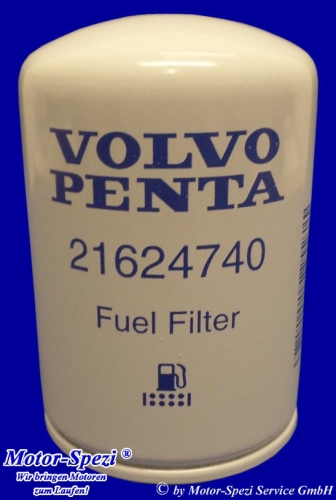 VOLVO
PENTA
21624740
Fuel Filter
Motor-Spezi ®
Wir bringen Motoren
zum Laufen!
© by Motor-Spezi Service GmbH